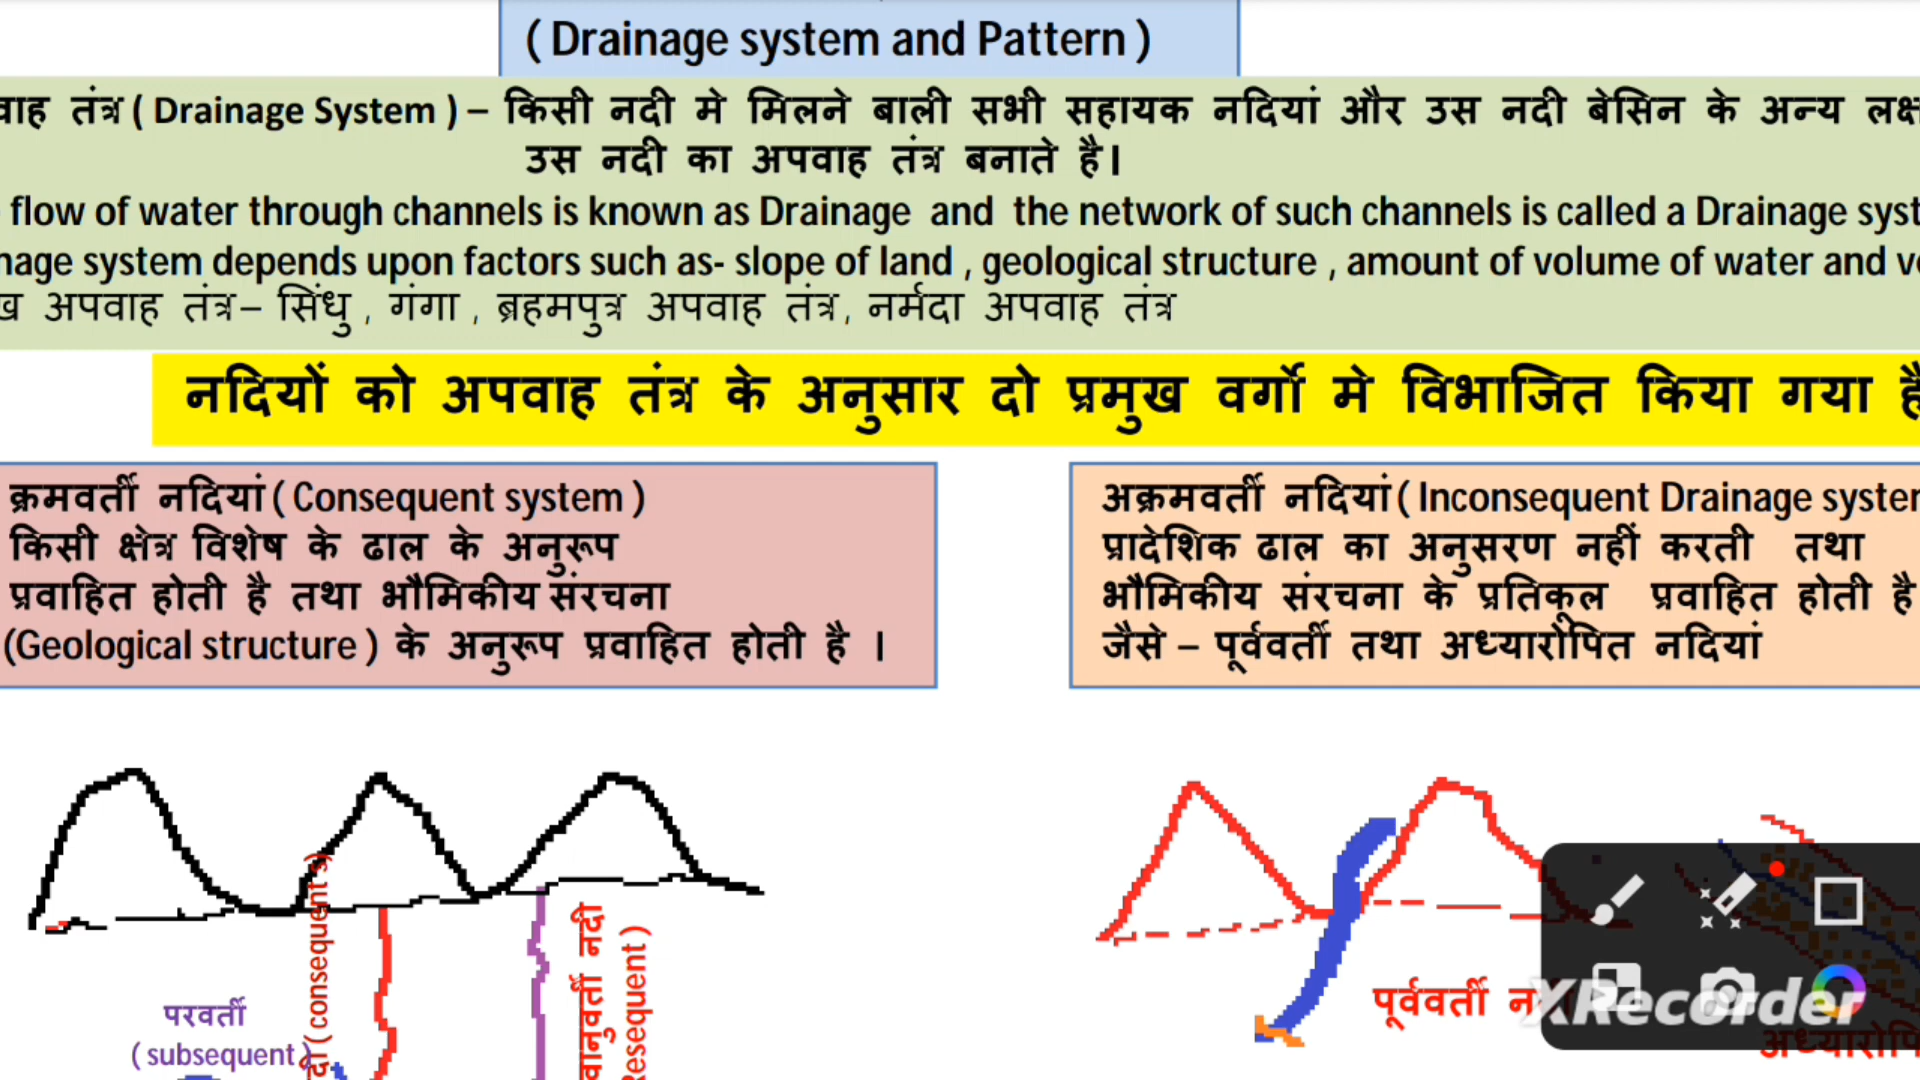 ( Drainage system and Pattern )
वाह तंत्र ( Drainage System ) – किसी नदी मे मिलने बाली सभी सहायक नदियां और उस नदी बेसिन के अन्य
उस नदी का अपवाह तंत्र बनाते है।
flow of water through channels is known as Drainage and the network of such channels is called a Drainage
system depends upon factors such as- slope of land , geological structure , amount of volume of water and
अपवाह तंत्र– सिंधु , गंगा , ब्रहमपुत्र अपवाह तंत्र, नर्मदा अपवाह तंत्र
नदियों को अपवाह तंत्र के अनुसार दो प्रमुख वर्गो मे विभाजित किया गया है
क्रमवर्ती नदियां ( Consequent system )
किसी क्षेत्र विशेष के ढाल के अनुरूप
प्रवाहित होती है तथा भौमिकीय संरचना
(Geological structure ) के अनुरूप प्रवाहित होती है ।
अक्रमवर्ती नदियां ( Inconsequent Drainage
प्रादेशिक ढाल का अनुसरण नहीं करती तथा
भौमिकीय संरचना के प्रतिकूल प्रवाहित होती है
जैसे – पूर्ववर्ती तथा अध्यारोपित नदियां
परवर्ती
( subsequent )
( consequent s)
नदी
Resequent )
पूर्ववर्ती
XRecorder